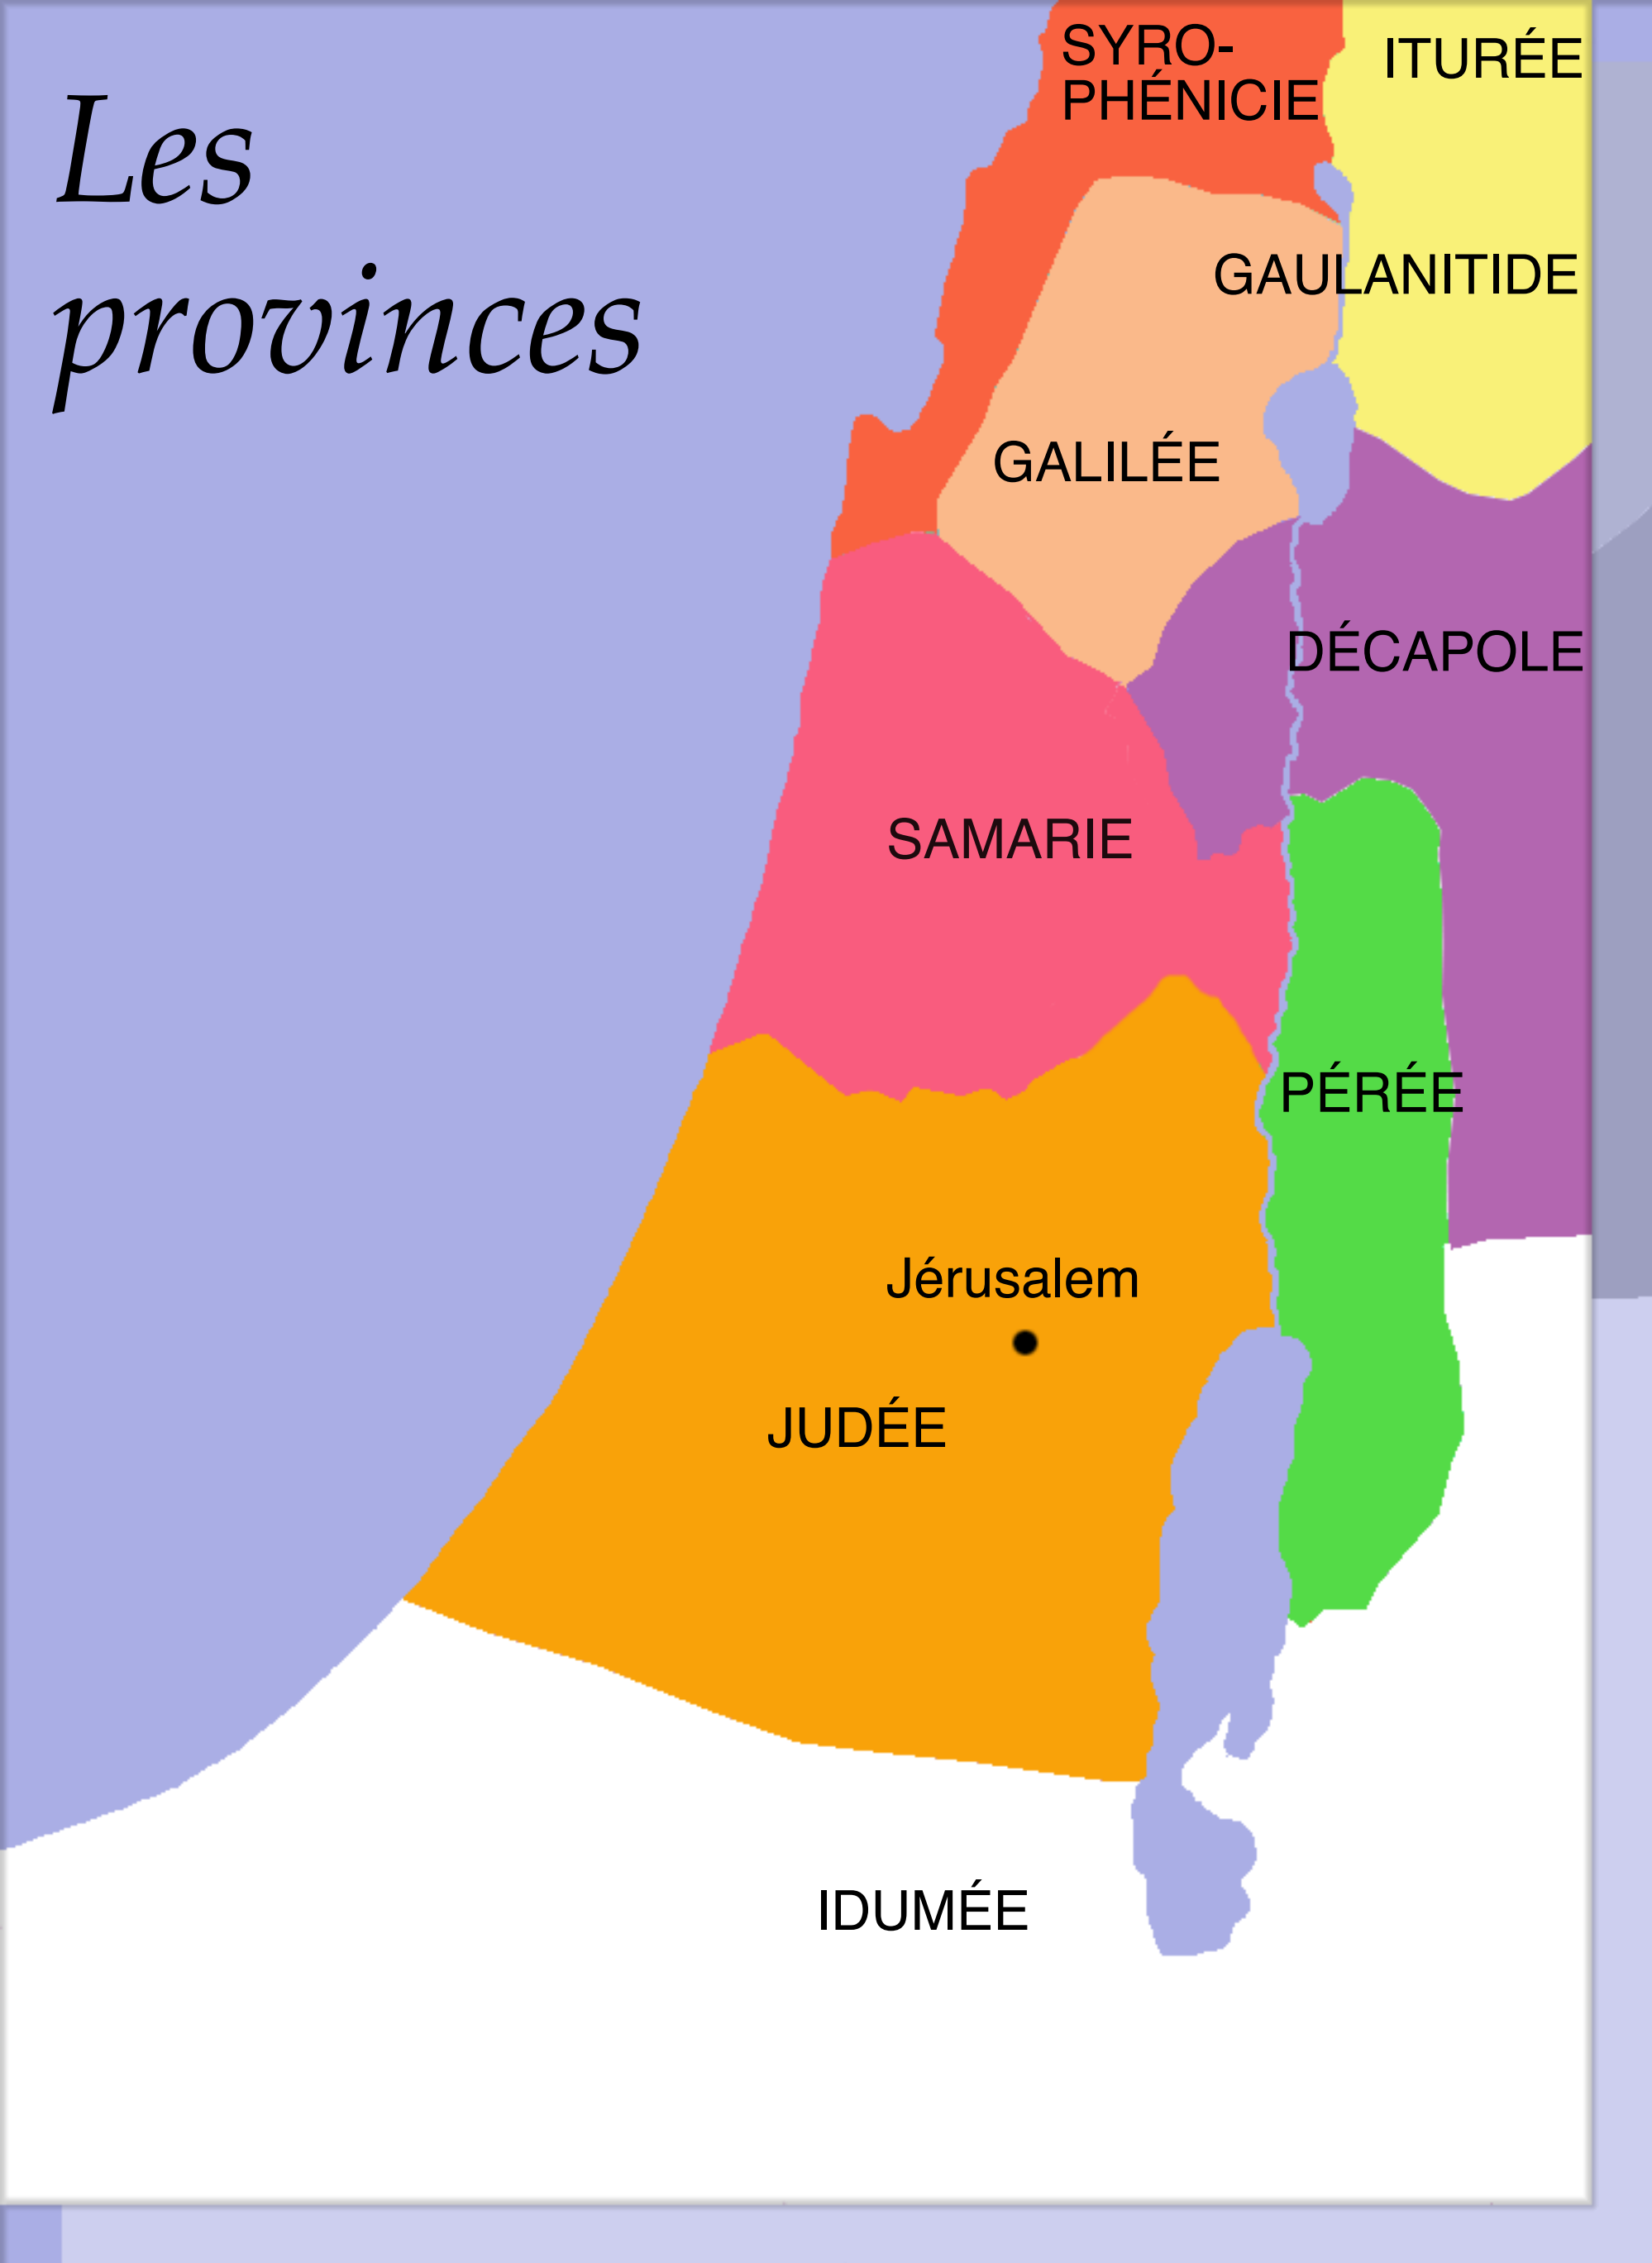 Les
provinces
SYRO-
PHÉNICIE
ITURÉE
GAULANITIDE
GALILÉE
DÉCAPOLE
SAMARIE
PÉRÉE
Jérusalem
JUDÉE
IDUMÉE